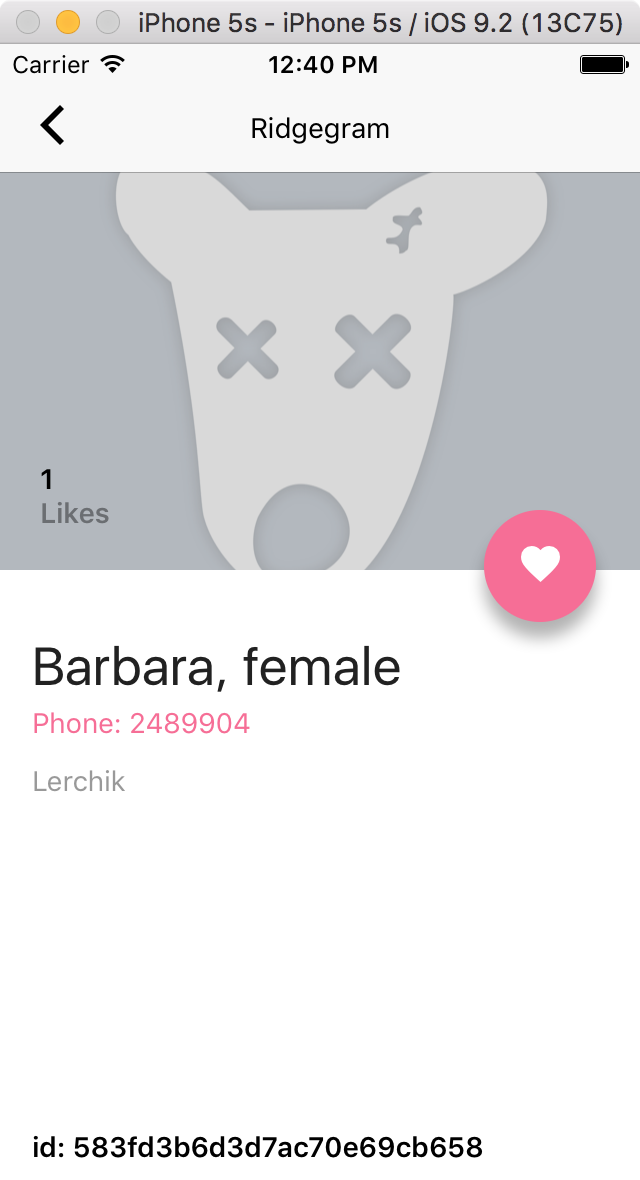 iPhone 5s - iPhone 5s / iOS 9.2 (13C75)
Carrier 12:40 PM
Ridgegram
1
Likes
Barbara, female
Phone: 2489904
Lerchik
id: 583fd3b6d3d7ac70e69cb658